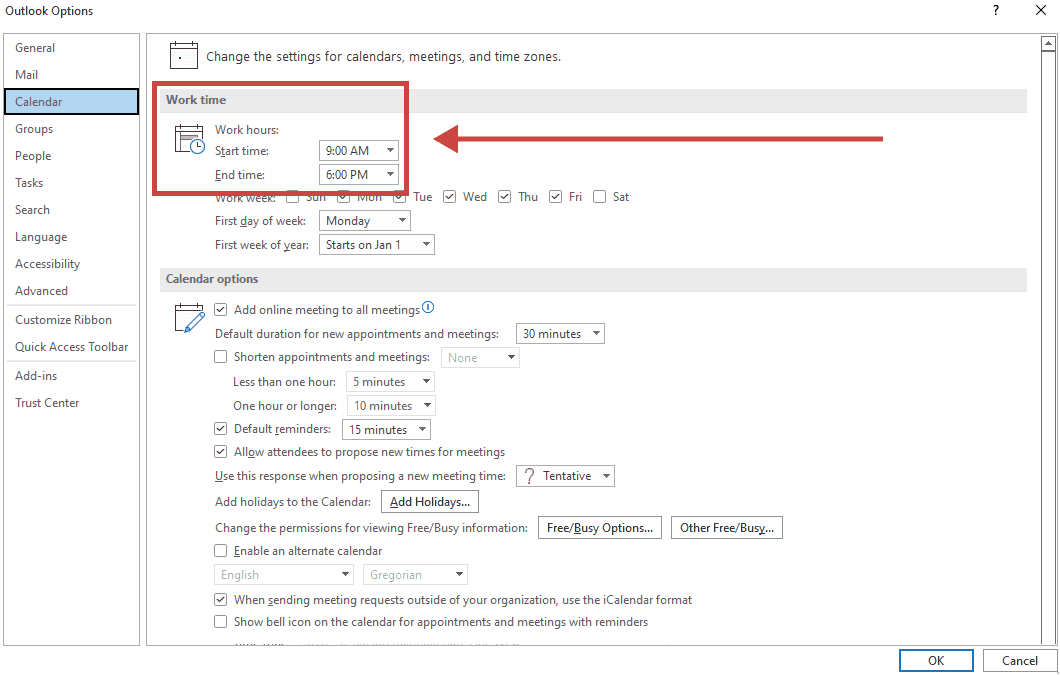 Outlook Options
?
General
Mail
Calendar
Groups
People
Tasks
Search
Language
Accessibility
Advanced
Customize Ribbon
Quick Access Toolbar
Add-ins
Trust Center
Change the settings for calendars, meetings, and time zones.
Work time
Work hours:
Start time: 9:00 AM
End time: 6:00 PM
Work week: Sun Mon Tue Wed Thu Fri Sat
First day of week: Monday
First week of year: Starts on Jan 1
Calendar options
Add online meeting to all meetings
Default duration for new appointments and meetings: 30 minutes
Shorten appointments and meetings: None
Less than one hour: 5 minutes
One hour or longer: 10 minutes
Default reminders: 15 minutes
Allow attendees to propose new times for meetings
Use this response when proposing a new meeting time: ? Tentative
Add holidays to the Calendar: Add Holidays...
Change the permissions for viewing Free/Busy information: Free/Busy Options... Other Free/Busy...
Enable an alternate calendar
English Gregorian
When sending meeting requests outside of your organization, use the iCalendar format
Show bell icon on the calendar for appointments and meetings with reminders
OK Cancel